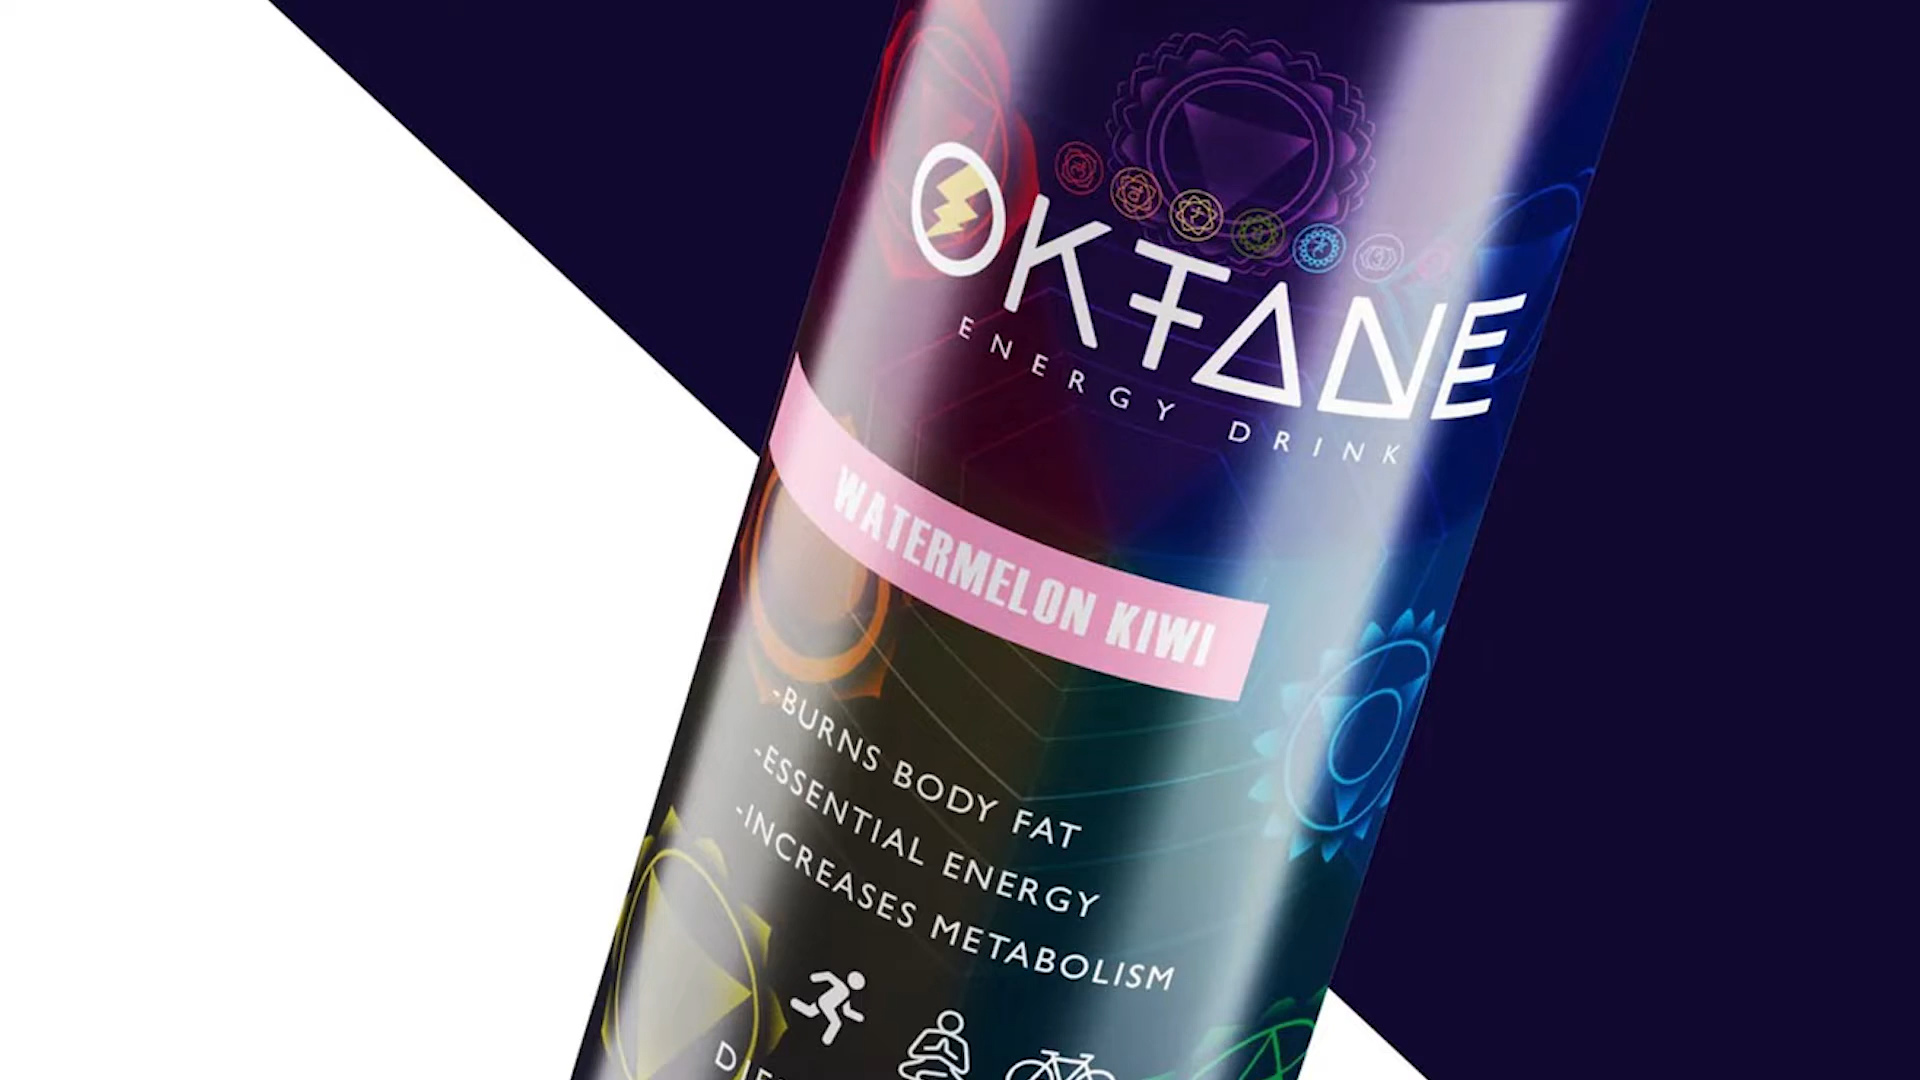 OKTANE
ENERGY DRINK
WATERMELON KIWI
-BURNS BODY FAT
-ESSENTIAL ENERGY
-INCREASES METABOLISM